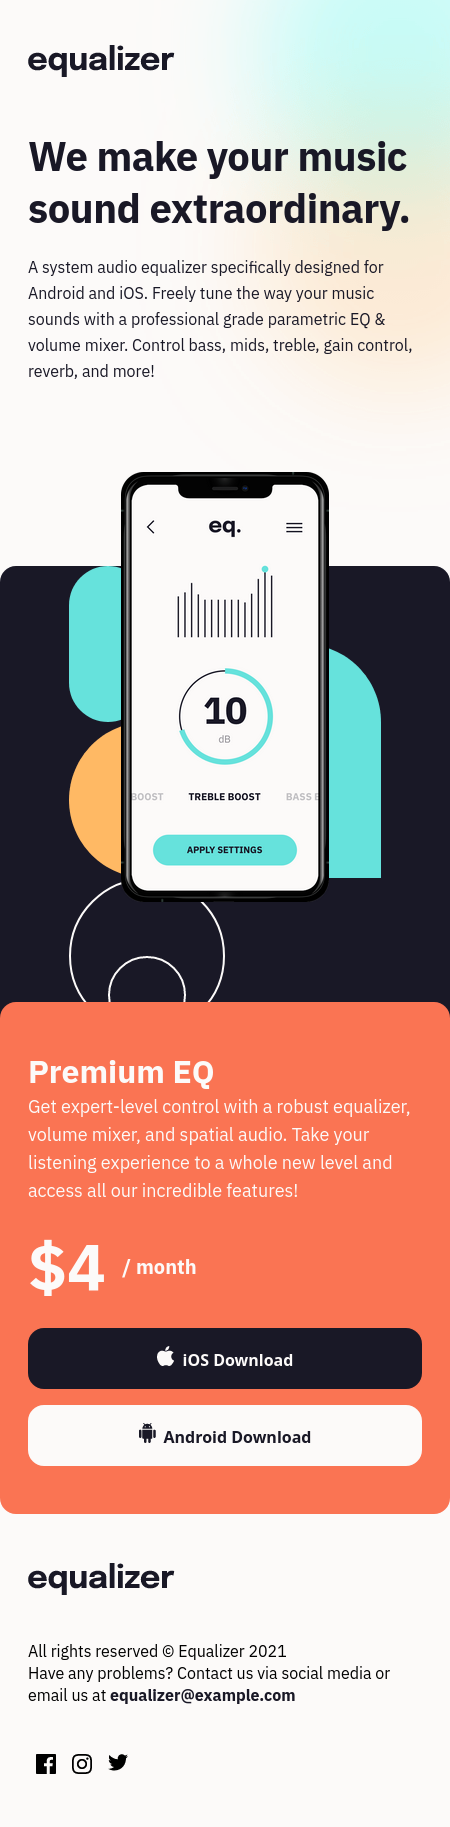 equalizer
We make your music
sound extraordinary.
A system audio equalizer specifically designed for
Android and iOS. Freely tune the way your music
sounds with a professional grade parametric EQ &
volume mixer. Control bass, mids, treble, gain control,
reverb, and more!
eq.
10
dB
BOOST TREBLE BOOST BASS
APPLY SETTINGS
Premium EQ
Get expert-level control with a robust equalizer,
volume mixer, and spatial audio. Take your
listening experience to a whole new level and
access all our incredible features!
$4 / month
iOS Download
Android Download
equalizer
All rights reserved © Equalizer 2021
Have any problems? Contact us via social media or
email us at equalizer@example.com